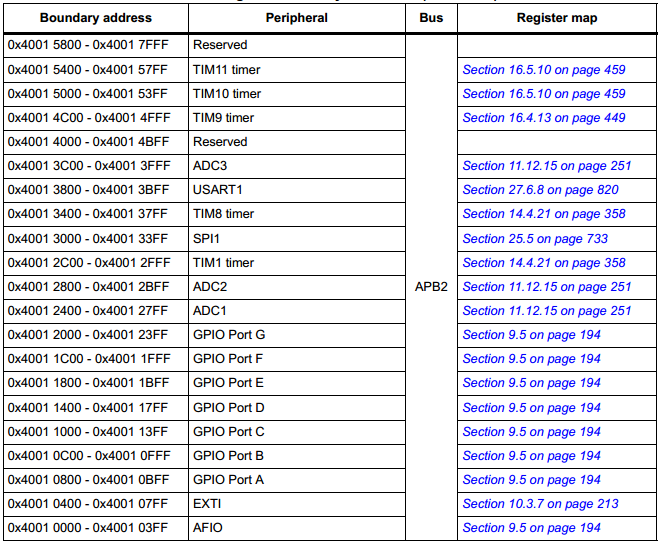 Boundary address Peripheral Bus Register map
0x4001 5800 - 0x4001 7FFF Reserved
0x4001 5400 - 0x4001 57FF TIM11 timer Section 16.5.10 on page 459
0x4001 5000 - 0x4001 53FF TIM10 timer Section 16.5.10 on page 459
0x4001 4C00 - 0x4001 4FFF TIM9 timer Section 16.4.13 on page 449
0x4001 4000 - 0x4001 4BFF Reserved
0x4001 3C00 - 0x4001 3FFF ADC3 Section 11.12.15 on page 251
0x4001 3800 - 0x4001 3BFF USART1 Section 27.6.8 on page 820
0x4001 3400 - 0x4001 37FF TIM8 timer Section 14.4.21 on page 358
0x4001 3000 - 0x4001 33FF SPI1 Section 25.5 on page 733
0x4001 2C00 - 0x4001 2FFF TIM1 timer Section 14.4.21 on page 358
0x4001 2800 - 0x4001 2BFF ADC2 APB2 Section 11.12.15 on page 251
0x4001 2400 - 0x4001 27FF ADC1 Section 11.12.15 on page 251
0x4001 2000 - 0x4001 23FF GPIO Port G Section 9.5 on page 194
0x4001 1C00 - 0x4001 1FFF GPIO Port F Section 9.5 on page 194
0x4001 1800 - 0x4001 1BFF GPIO Port E Section 9.5 on page 194
0x4001 1400 - 0x4001 17FF GPIO Port D Section 9.5 on page 194
0x4001 1000 - 0x4001 13FF GPIO Port C Section 9.5 on page 194
0x4001 0C00 - 0x4001 0FFF GPIO Port B Section 9.5 on page 194
0x4001 0800 - 0x4001 0BFF GPIO Port A Section 9.5 on page 194
0x4001 0400 - 0x4001 07FF EXTI Section 10.3.7 on page 213
0x4001 0000 - 0x4001 03FF AFIO Section 9.5 on page 194